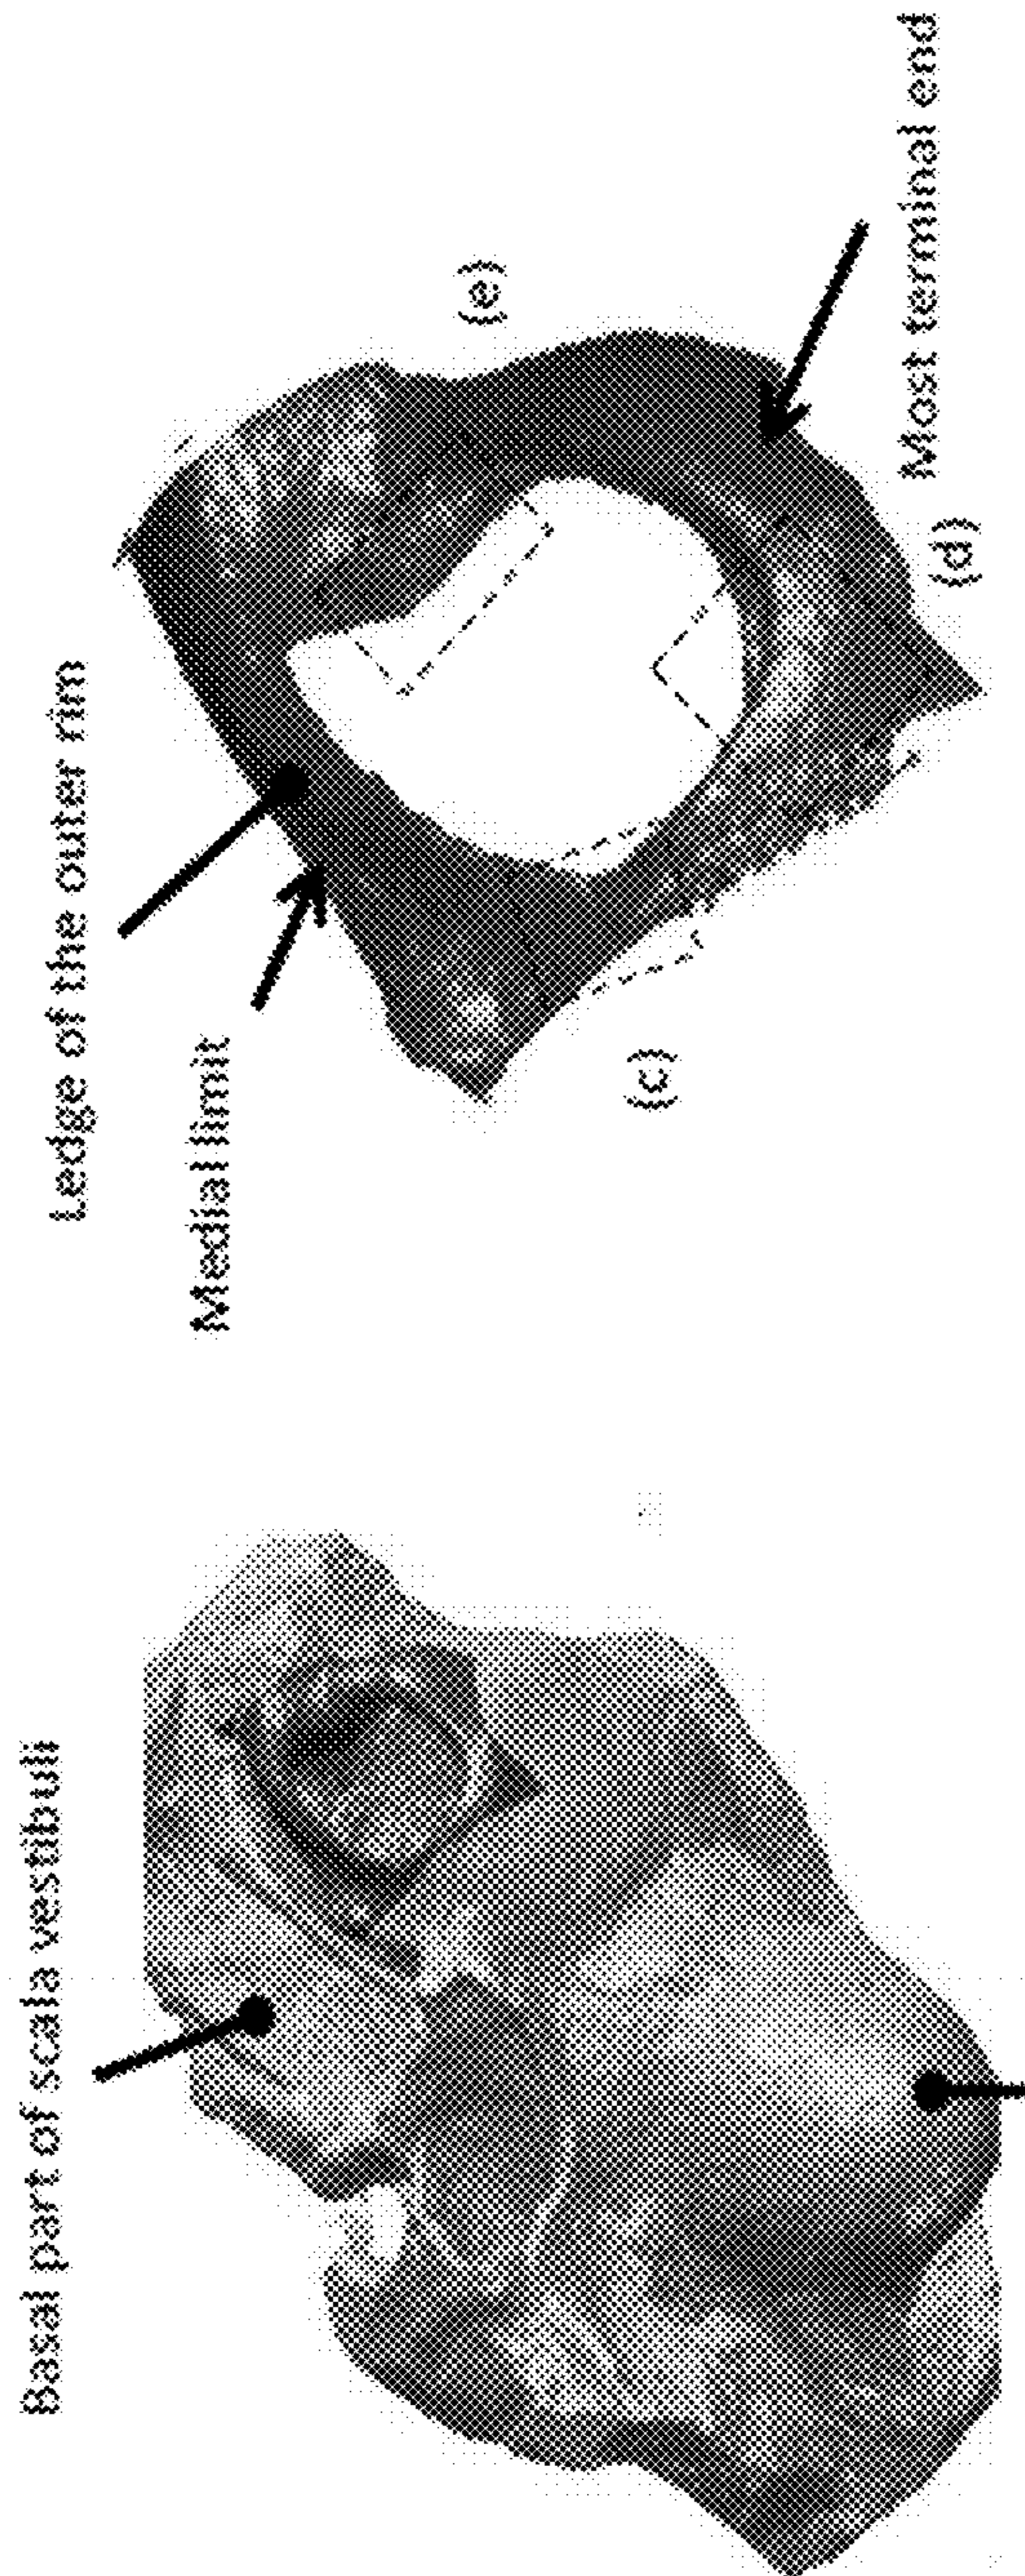 Basal part of scala vestibuli
Ledge of the outer rim
Medial limit
(c)
(e)
(d)
Most terminal end